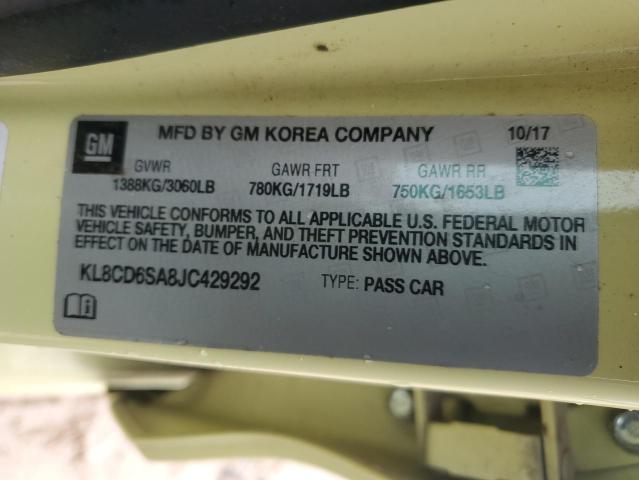 GM MFD BY GM KOREA COMPANY 10/17
GVWR GAWR FRT GAWR RR
1388KG/3060LB 780KG/1719LB 750KG/1653LB
THIS VEHICLE CONFORMS TO ALL APPLICABLE U.S. FEDERAL MOTOR
VEHICLE SAFETY, BUMPER, AND THEFT PREVENTION STANDARDS IN
EFFECT ON THE DATE OF MANUFACTURE SHOWN ABOVE.
KL8CD6SA8JC429292 TYPE: PASS CAR